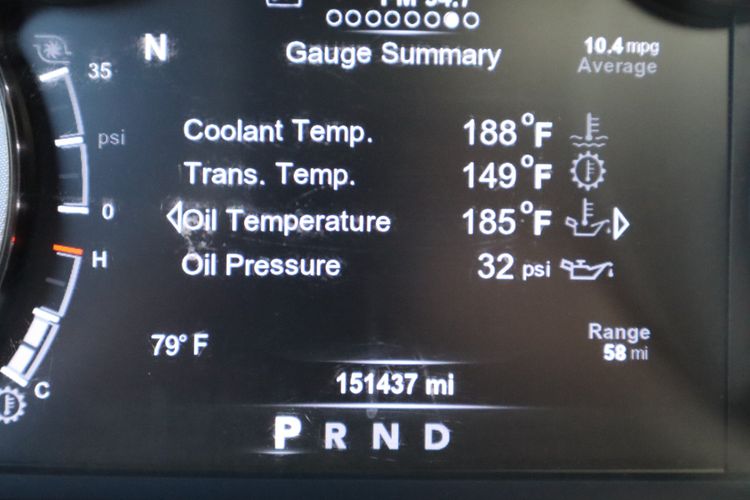 N
Gauge Summary
10.4 mpg
Average
35
psi
0
H
C
Coolant Temp. 188°F
Trans. Temp. 149°F
Oil Temperature 185°F
Oil Pressure 32 psi
79° F
Range
58 mi
151437 mi
P R N D